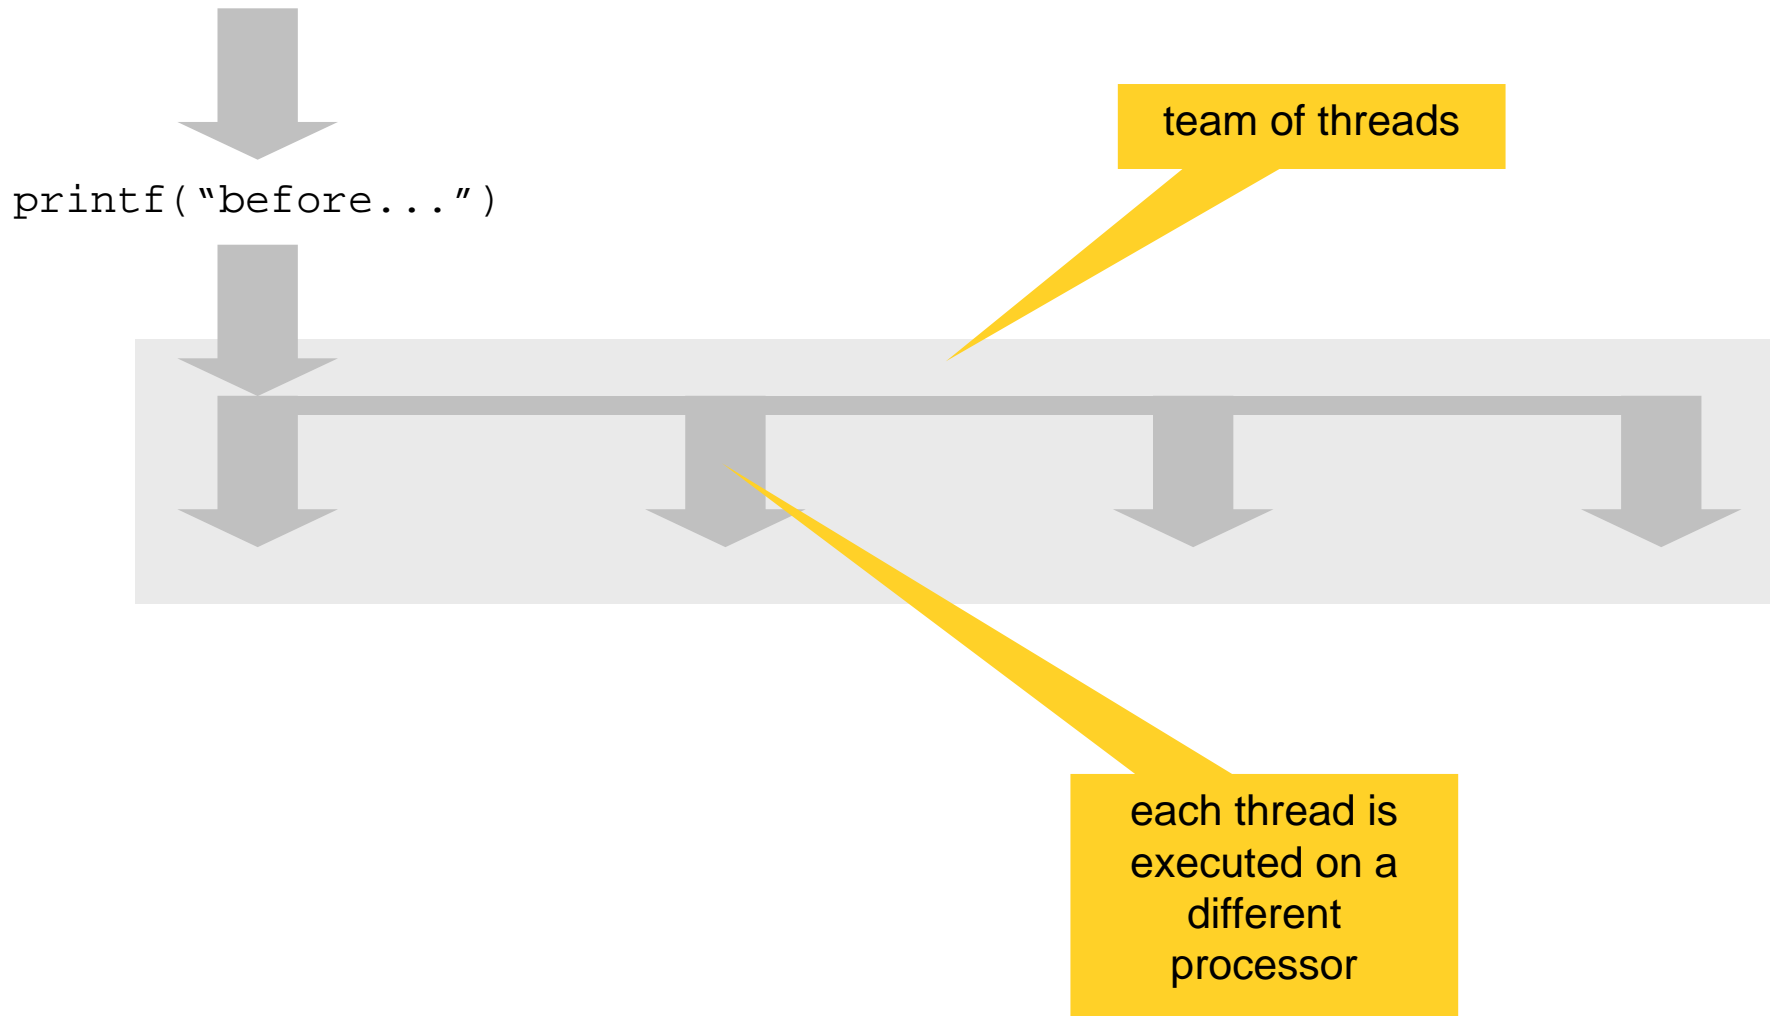 team of threads
printf(“before...”)
each thread is
executed on a
different
processor